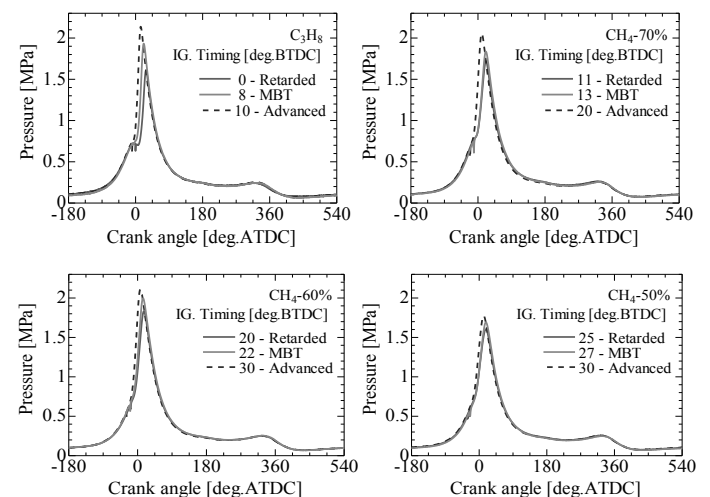 C3H8
IG. Timing [deg.BTDC]
0 - Retarded
8 - MBT
10 - Advanced
Pressure [MPa]
2
1.5
1
0.5
0
-180 0 180 360 540
Crank angle [deg.ATDC]
CH4-70%
IG. Timing [deg.BTDC]
11 - Retarded
13 - MBT
20 - Advanced
Pressure [MPa]
2
1.5
1
0.5
0
-180 0 180 360 540
Crank angle [deg.ATDC]
CH4-60%
IG. Timing [deg.BTDC]
20 - Retarded
22 - MBT
30 - Advanced
Pressure [MPa]
2
1.5
1
0.5
0
-180 0 180 360 540
Crank angle [deg.ATDC]
CH4-50%
IG. Timing [deg.BTDC]
25 - Retarded
27 - MBT
30 - Advanced
Pressure [MPa]
2
1.5
1
0.5
0
-180 0 180 360 540
Crank angle [deg.ATDC]